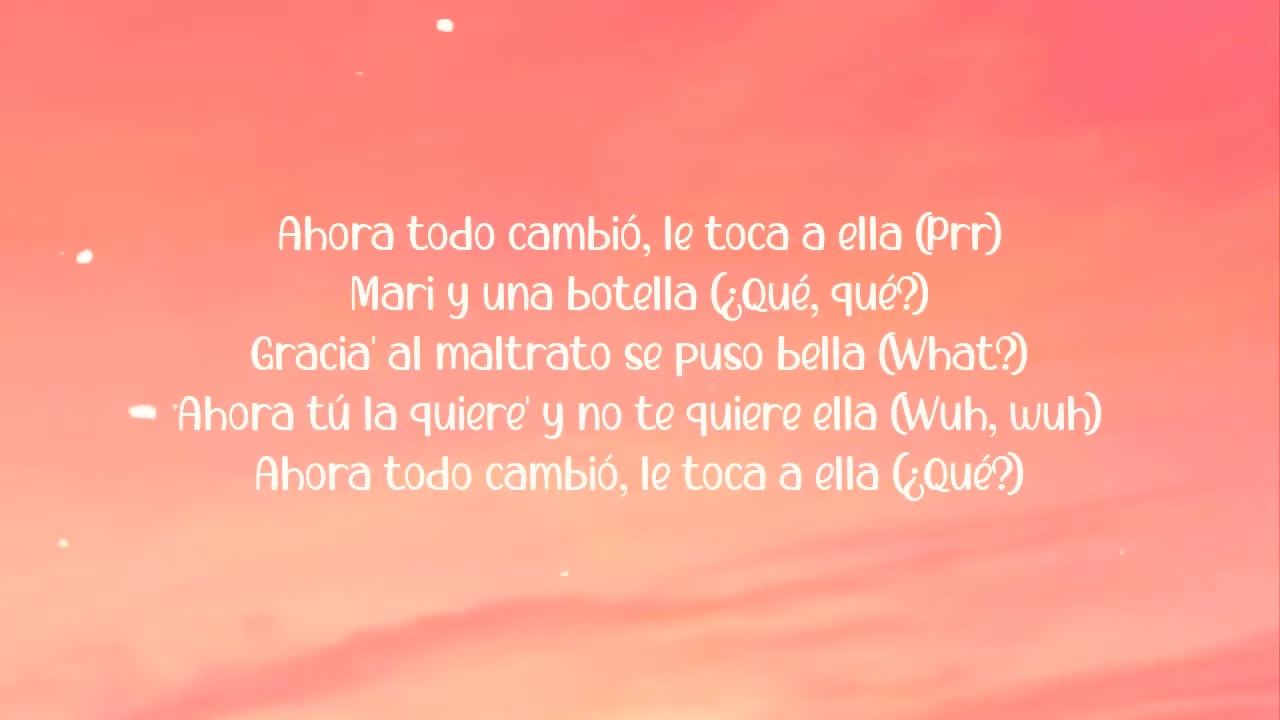 Ahora todo cambió, le toca a ella (Prr)
Mari y una botella (¿Qué, qué?)
Gracia' al maltrato se puso bella (What?)
Ahora tú la quiere' y no te quiere ella (Wuh, wuh)
Ahora todo cambió, le toca a ella (¿Qué?)